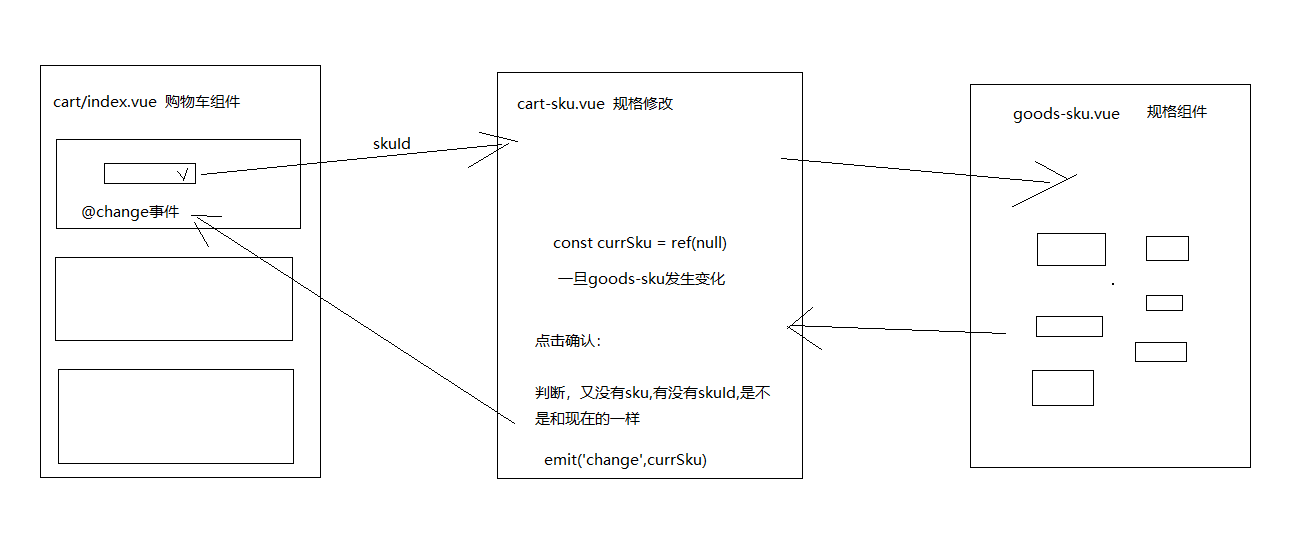 cart/index.vue 购物车组件
skuId
@change事件
cart-sku.vue 规格修改
const currSku = ref(null)
一旦goods-sku发生变化
点击确认：
判断，又没有sku,有没有skuId,是不
是和现在的一样
emit('change',currSku)
goods-sku.vue 规格组件